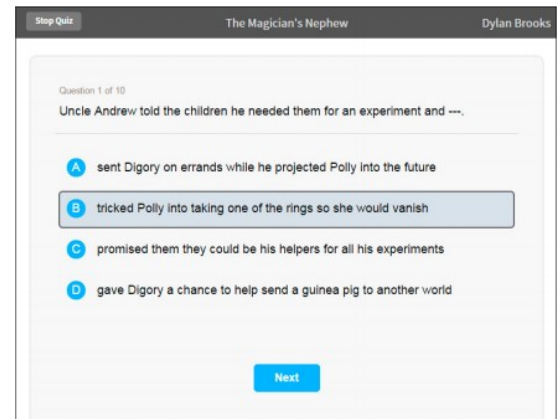 Stop Quiz The Magician's Nephew Dylan Brooks
Question 1 of 10
Uncle Andrew told the children he needed them for an experiment and ---.
A sent Digory on errands while he projected Polly into the future
B tricked Polly into taking one of the rings so she would vanish
C promised them they could be his helpers for all his experiments
D gave Digory a chance to help send a guinea pig to another world
Next